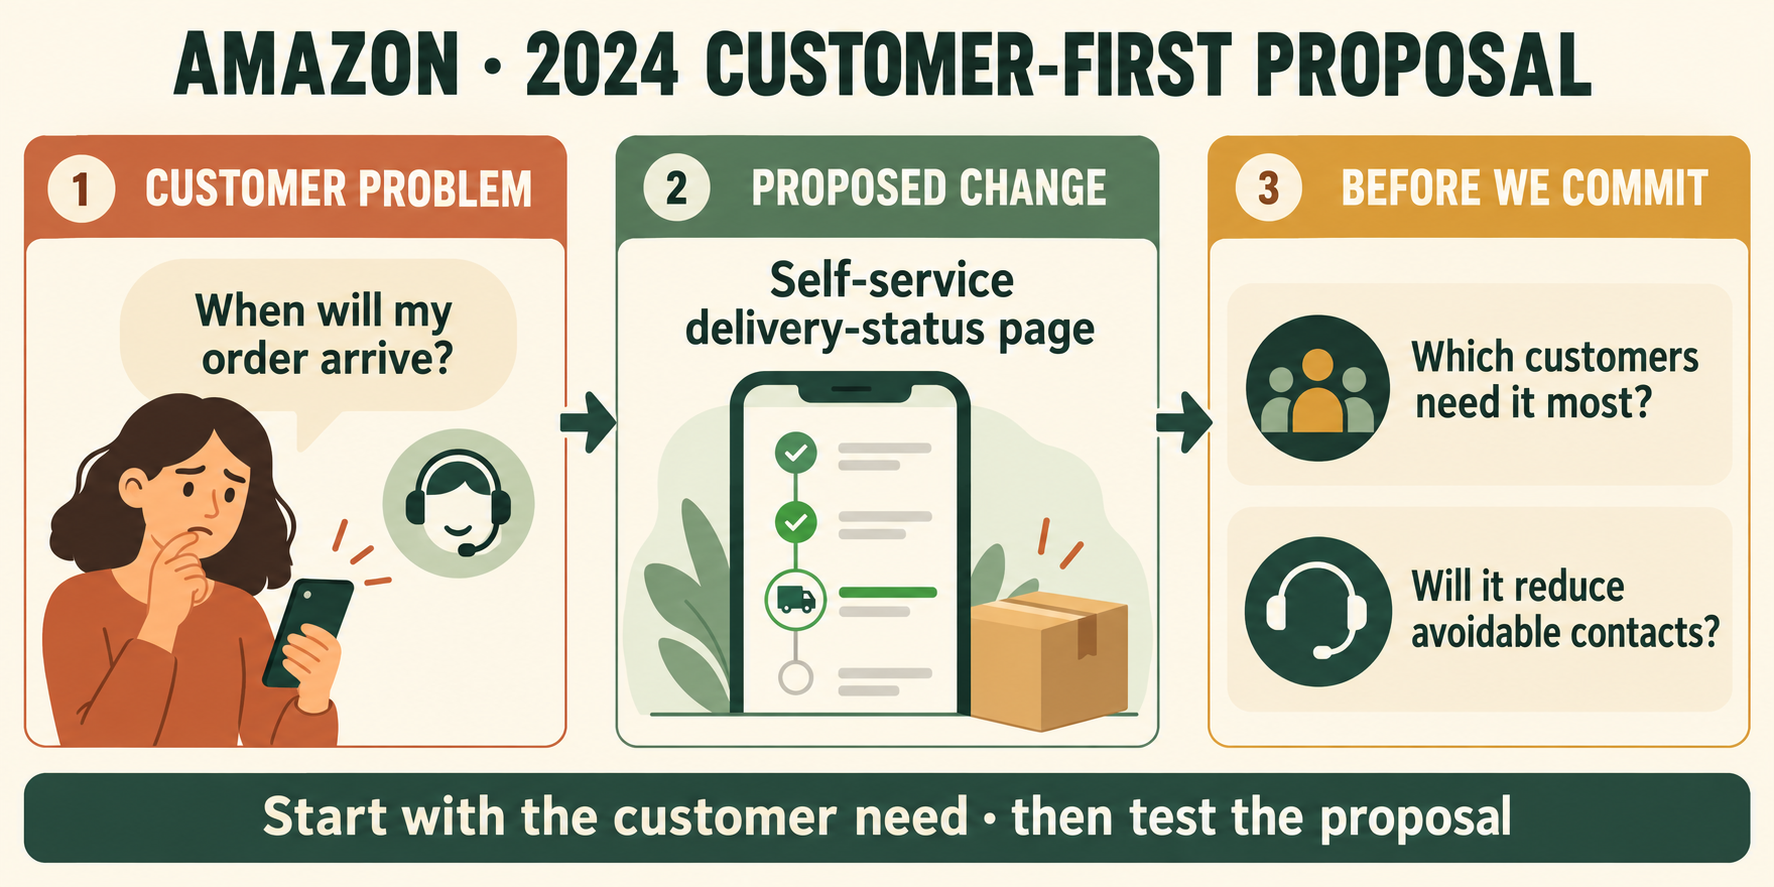 AMAZON · 2024 CUSTOMER-FIRST PROPOSAL
1 CUSTOMER PROBLEM
When will my
order arrive?
2 PROPOSED CHANGE
Self-service
delivery-status page
3 BEFORE WE COMMIT
Which customers
need it most?
Will it reduce
avoidable contacts?
Start with the customer need · then test the proposal